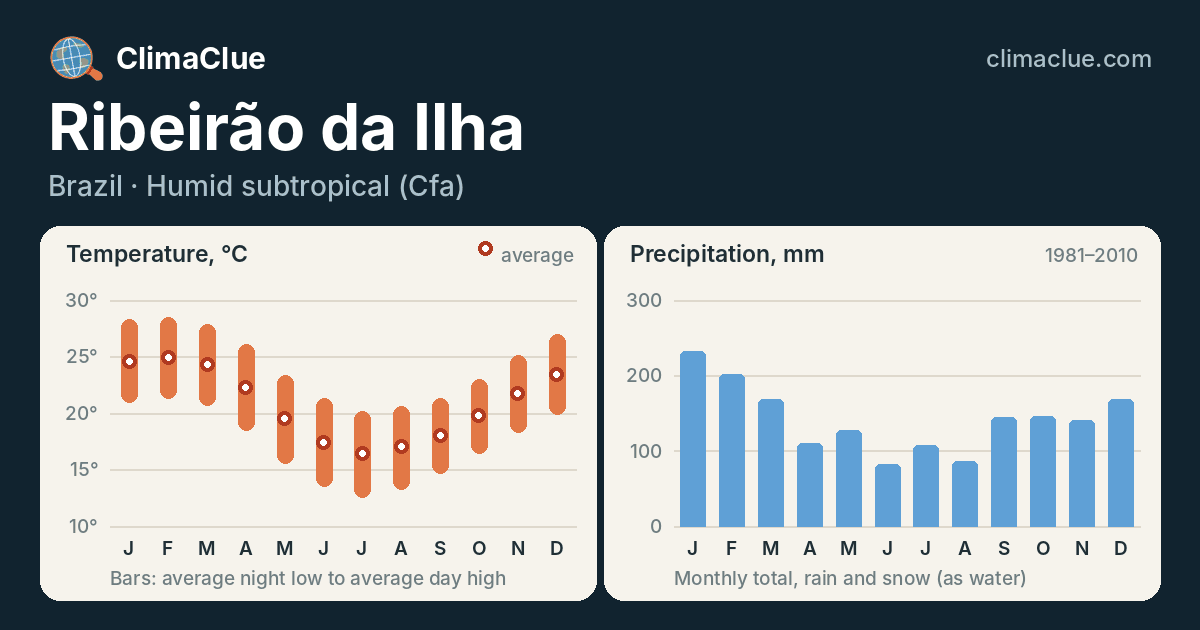 ClimaClue
climaclue.com
Ribeirão da Ilha
Brazil · Humid subtropical (Cfa)
Temperature, °C
average
30°
25°
20°
15°
10°
J F M A M J J A S O N D
Bars: average night low to average day high
Precipitation, mm
1981–2010
300
200
100
0
J F M A M J J A S O N D
Monthly total, rain and snow (as water)